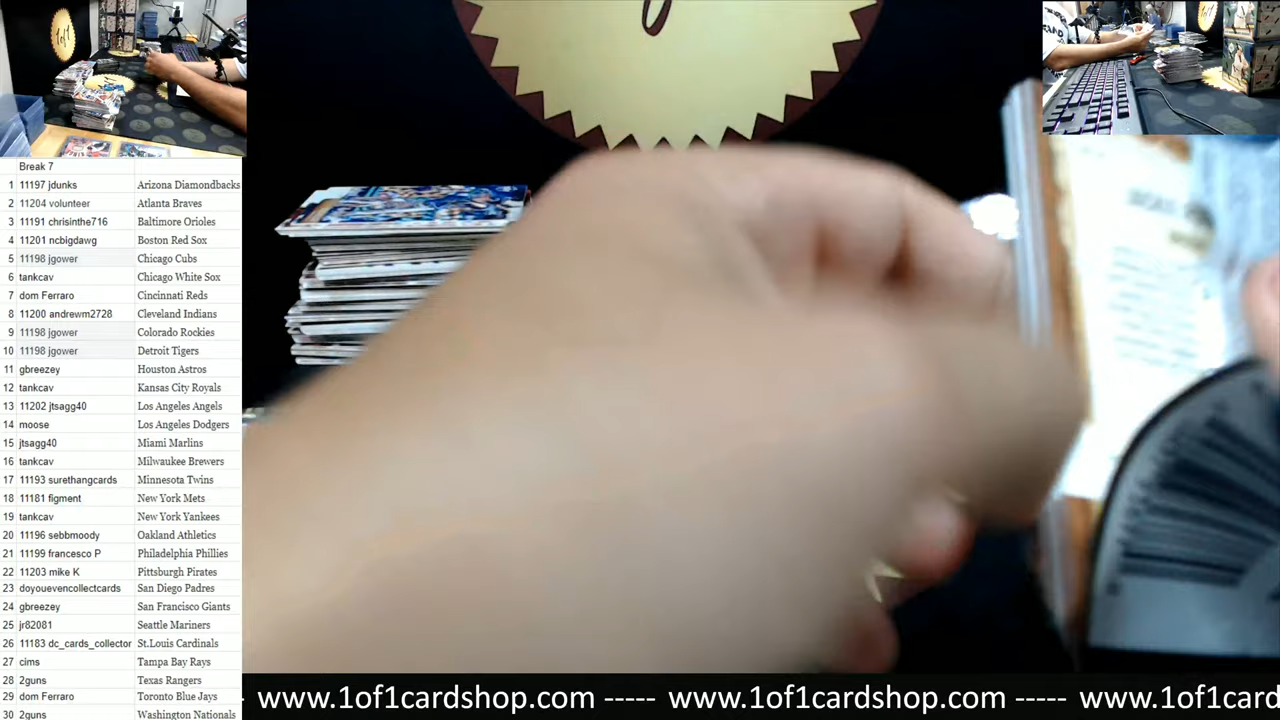 Break 7
1 11197 jdunks Arizona Diamondbacks
2 11204 volunteer Atlanta Braves
3 11191 chrisinthe716 Baltimore Orioles
4 11201 ncbigdawg Boston Red Sox
5 11198 jgower Chicago Cubs
6 tankcav Chicago White Sox
7 dom Ferraro Cincinnati Reds
8 11200 andrewm2728 Cleveland Indians
9 11198 jgower Colorado Rockies
10 11198 jgower Detroit Tigers
11 gbreezey Houston Astros
12 tankcav Kansas City Royals
13 11202 jtsagg40 Los Angeles Angels
14 moose Los Angeles Dodgers
15 jtsagg40 Miami Marlins
16 tankcav Milwaukee Brewers
17 11193 surethangcards Minnesota Twins
18 11181 figment New York Mets
19 tankcav New York Yankees
20 11196 sebbmoody Oakland Athletics
21 11199 francesco P Philadelphia Phillies
22 11203 mike K Pittsburgh Pirates
23 doyouevencollectcards San Diego Padres
24 gbreezey San Francisco Giants
25 jr82081 Seattle Mariners
26 11183 dc_cards_collector St.Louis Cardinals
27 cims Tampa Bay Rays
28 2guns Texas Rangers
29 dom Ferraro Toronto Blue Jays
30 2guns Washington Nationals
- www.1of1cardshop.com ----- www.1of1cardshop.com ----- www.1of1cardshop.c